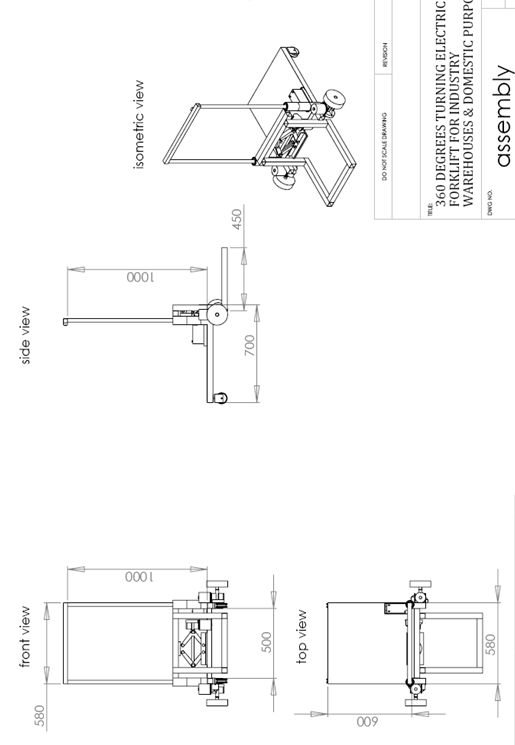 isometric view
side view
1000
450
700
front view
580
1000
500
top view
600
580
REVISION
DO NOT SCALE DRAWING
TITLE:
360 DEGREES TURNING ELECTRIC
FORKLIFT FOR INDUSTRY
WAREHOUSES & DOMESTIC PURPO
DWG NO.
assembly